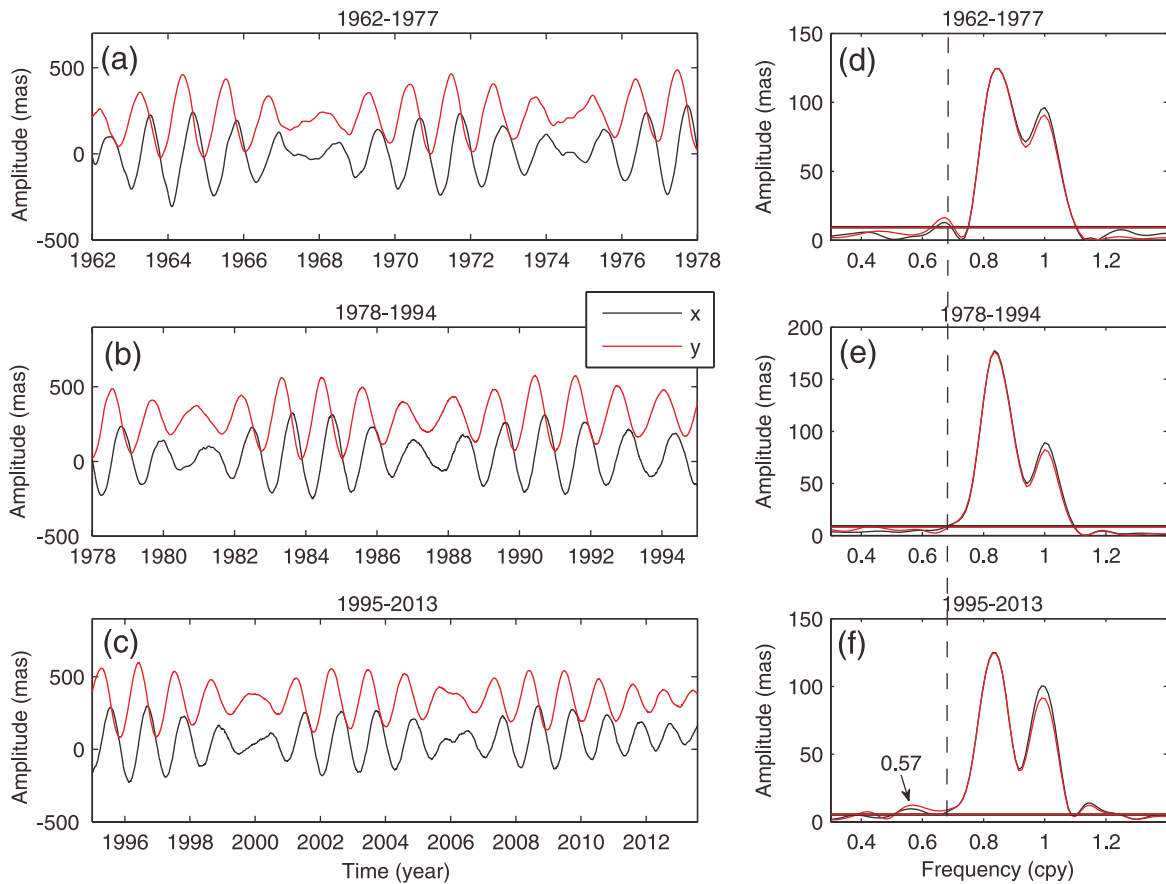 1962-1977
(a)
Amplitude (mas)
500
0
-500
1962 1964 1966 1968 1970 1972 1974 1976 1978
1962-1977
(d)
Amplitude (mas)
150
100
50
0
0.4 0.6 0.8 1 1.2
1978-1994
(b)
Amplitude (mas)
500
0
-500
1978 1980 1982 1984 1986 1988 1990 1992 1994
x
y
1978-1994
(e)
Amplitude (mas)
200
150
100
50
0
0.4 0.6 0.8 1 1.2
1995-2013
(c)
Amplitude (mas)
500
0
-500
1996 1998 2000 2002 2004 2006 2008 2010 2012
Time (year)
1995-2013
(f)
Amplitude (mas)
150
100
50
0
0.57
0.4 0.6 0.8 1 1.2
Frequency (cpy)